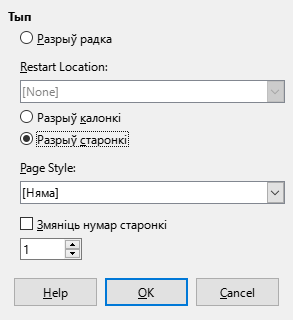 Тып
Разрыў радка
Restart Location:
[None]
Разрыў калонкі
Разрыў старонкі
Page Style:
[Няма]
Змяніць нумар старонкі
1
Help
OK
Cancel